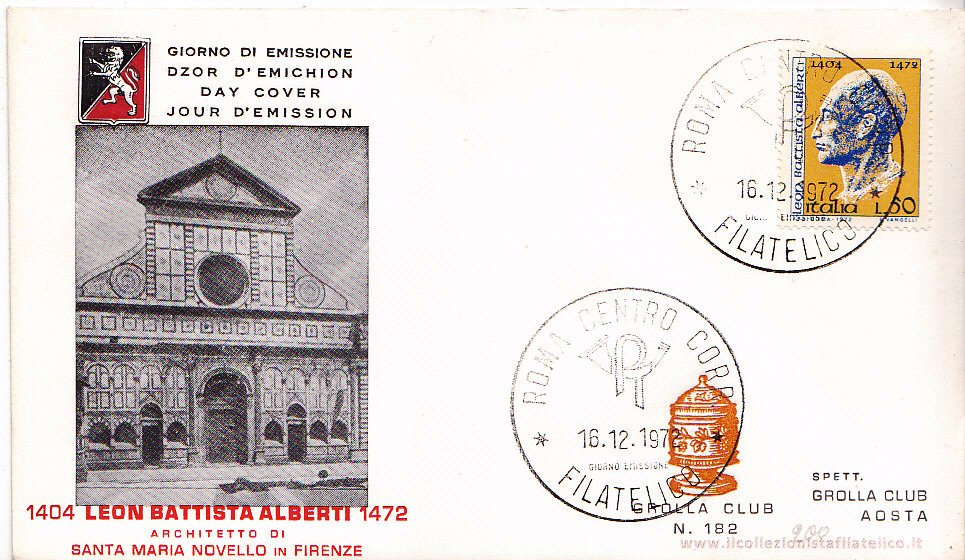 GIORNO DI EMISSIONE
DZOR D'EMICHION
DAY COVER
JOUR D'EMISSION
1404 LEON BATTISTA ALBERTI 1472
ARCHITETTO DI
SANTA MARIA NOVELLO IN FIRENZE
ROMA CENTRO
16.12.1972
FILATELICO
1404 1472
LEON BATTISTA ALBERTI
Italia L.50
ROMA CENTRO CORR
16.12.1972
GIORNO EMISSIONE
FILATELICO
GROLLA CLUB
N. 182
SPETT.
GROLLA CLUB
AOSTA
200
www.ilcollezionistafilatelico.it